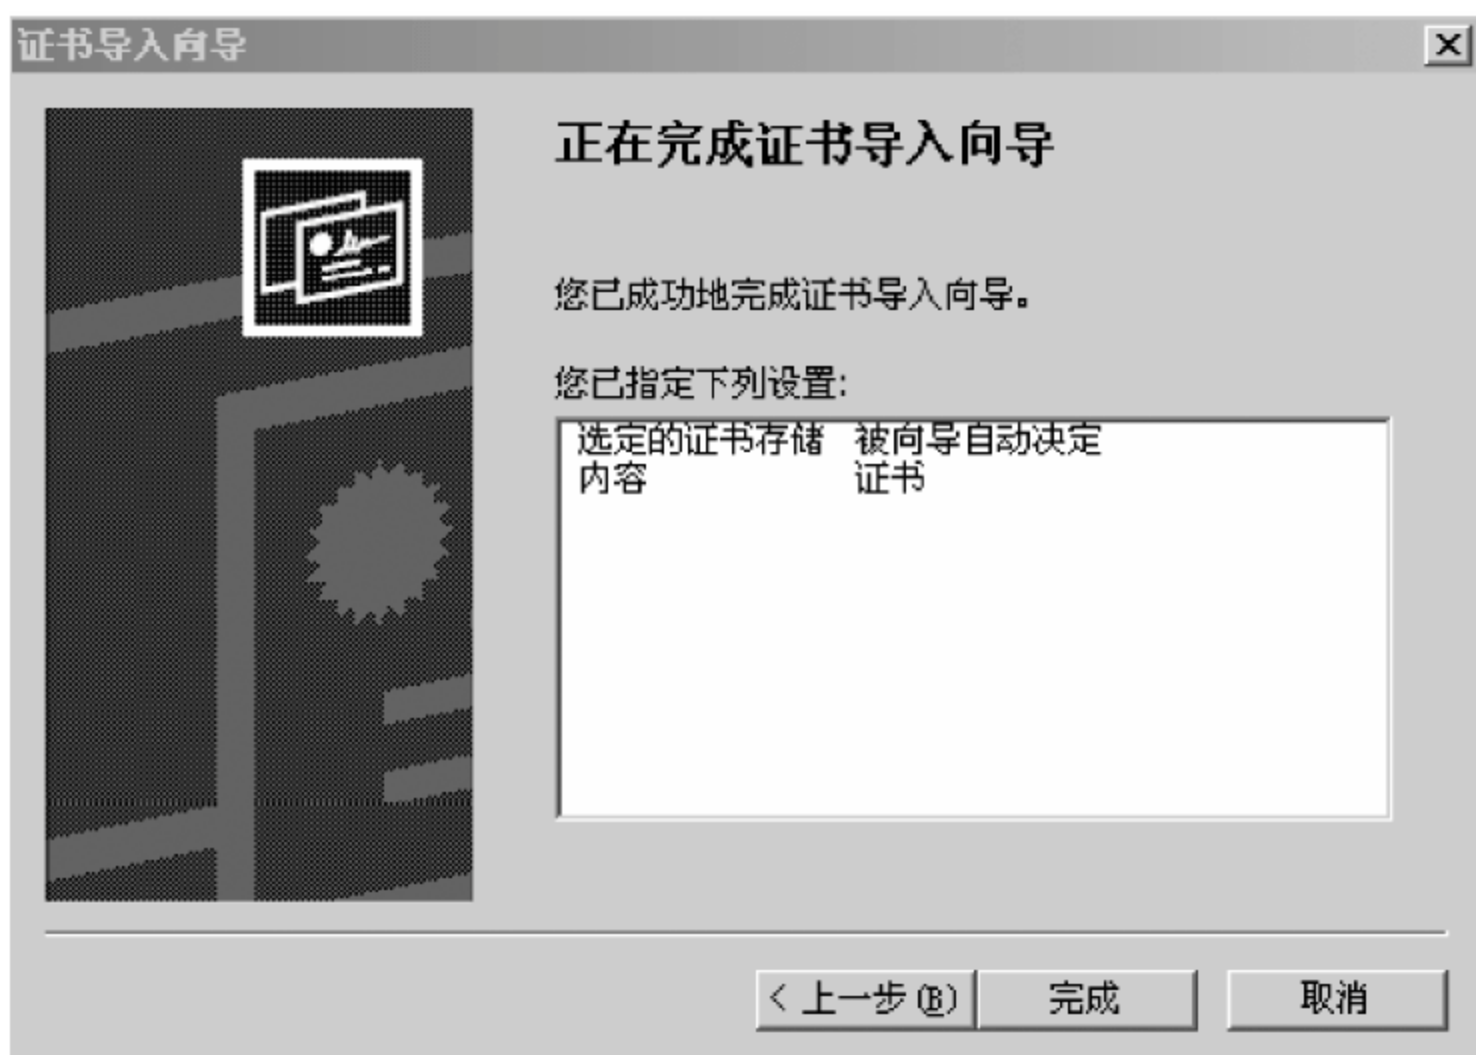 证书导入向导
正在完成证书导入向导
您已成功地完成证书导入向导。
您已指定下列设置:
选定的证书存储 被向导自动决定
内容 证书
< 上一步(B) 完成 取消